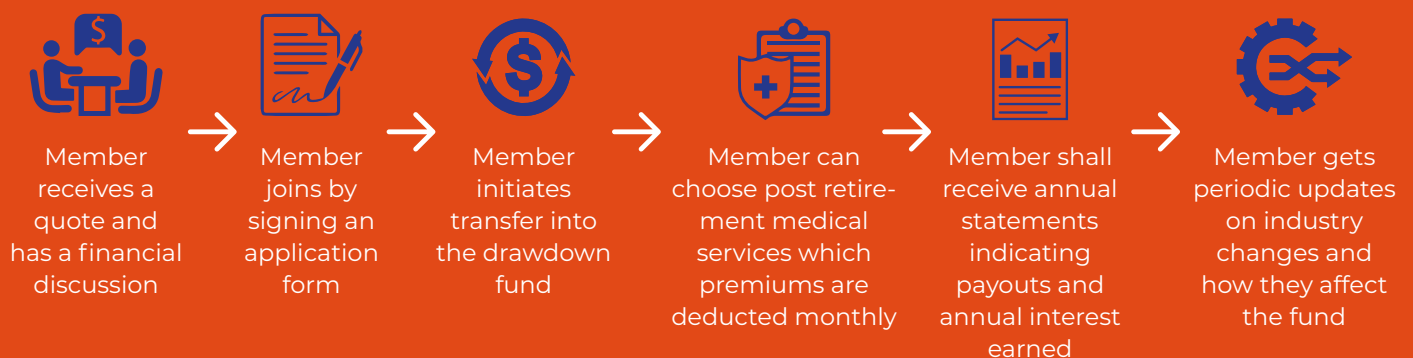 Member
receives a
quote and
has a financial
discussion
Member
joins by
signing an
application
form
Member
initiates
transfer into
the drawdown
fund
Member can
choose post retire-
ment medical
services which
premiums are
deducted monthly
Member shall
receive annual
statements
indicating
payouts and
annual interest
earned
Member gets
periodic updates
on industry
changes and
how they affect
the fund